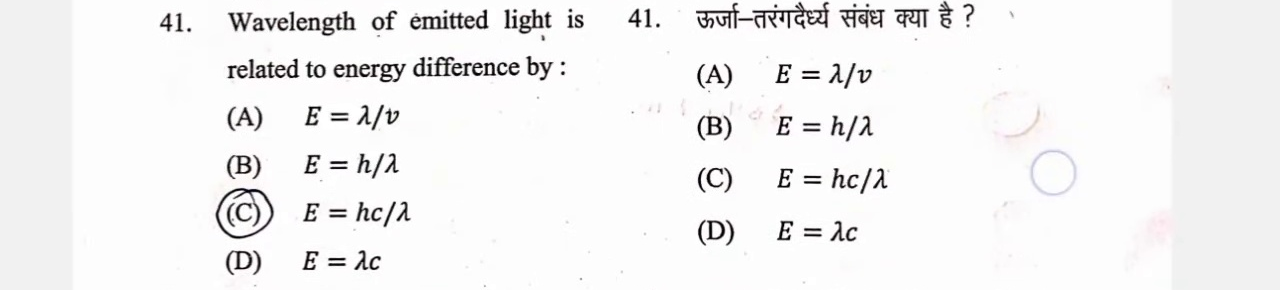 41. Wavelength of emitted light is
related to energy difference by :
(A) E = λ/v
(B) E = h/λ
(C) E = hc/λ
(D) E = λc
41. ऊर्जा–तरंगदैर्ध्य संबंध क्या है ?
(A) E = λ/v
(B) E = h/λ
(C) E = hc/λ
(D) E = λc